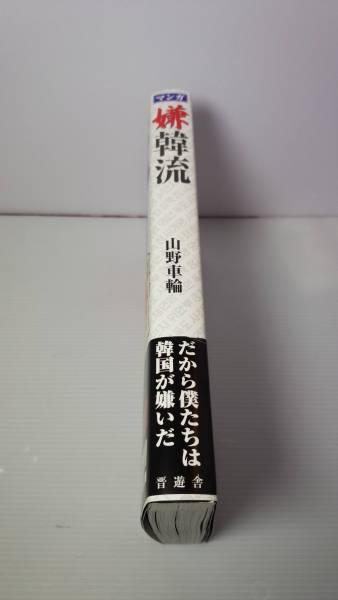 マンガ
嫌韓流
山野車輪
だから僕たちは
韓国が嫌いだ
晋遊舎